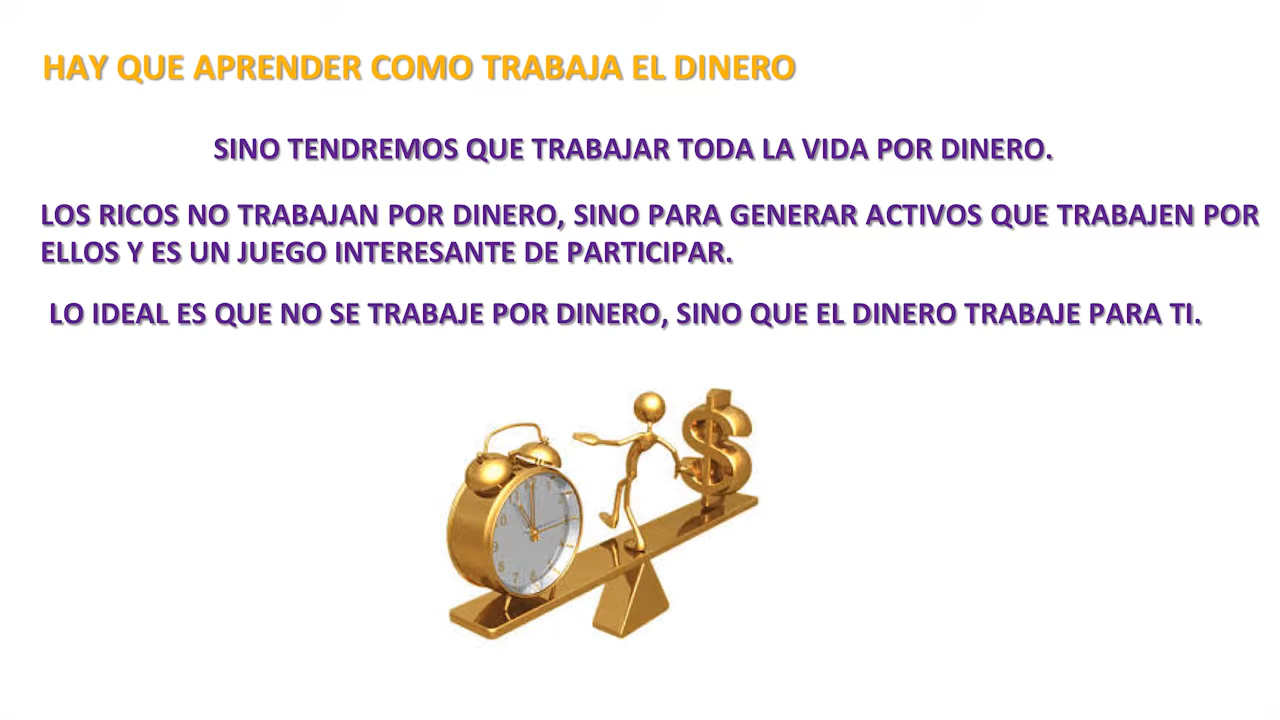 HAY QUE APRENDER COMO TRABAJA EL DINERO
SINO TENDREMOS QUE TRABAJAR TODA LA VIDA POR DINERO.
LOS RICOS NO TRABAJAN POR DINERO, SINO PARA GENERAR ACTIVOS QUE TRABAJEN POR
ELLOS Y ES UN JUEGO INTERESANTE DE PARTICIPAR.
LO IDEAL ES QUE NO SE TRABAJE POR DINERO, SINO QUE EL DINERO TRABAJE PARA TI.
$